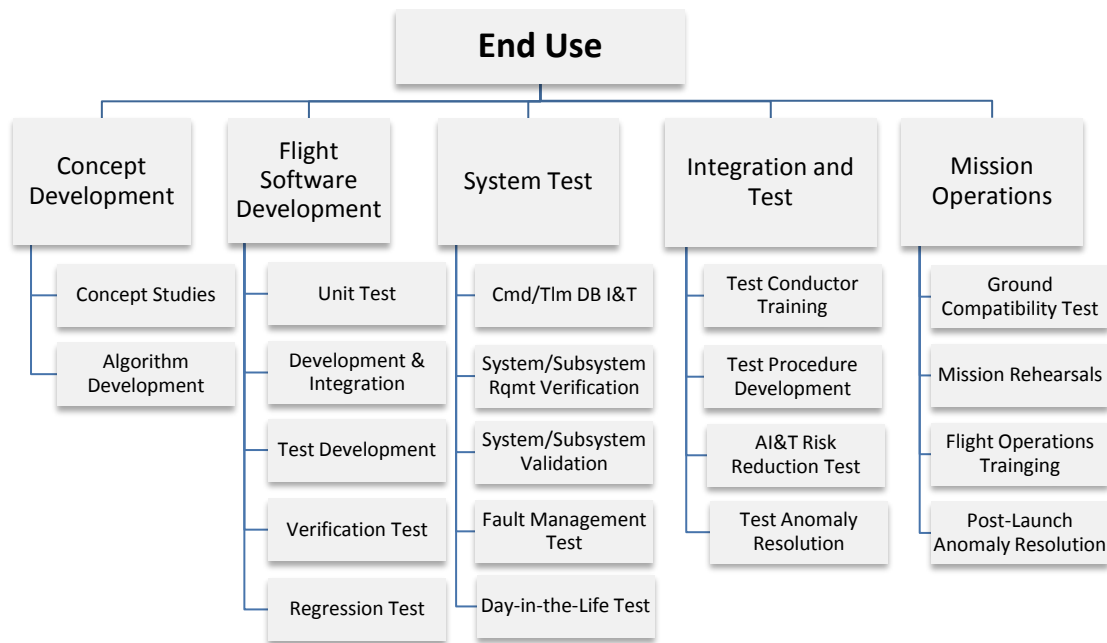 End Use
Concept
Development
Concept Studies
Algorithm
Development
Flight
Software
Development
Unit Test
Development &
Integration
Test Development
Verification Test
Regression Test
System Test
Cmd/Tlm DB I&T
System/Subsystem
Rqmt Verification
System/Subsystem
Validation
Fault Management
Test
Day-in-the-Life Test
Integration and
Test
Test Conductor
Training
Test Procedure
Development
AI&T Risk
Reduction Test
Test Anomaly
Resolution
Mission
Operations
Ground
Compatibility Test
Mission Rehearsals
Flight Operations
Trainging
Post-Launch
Anomaly Resolution